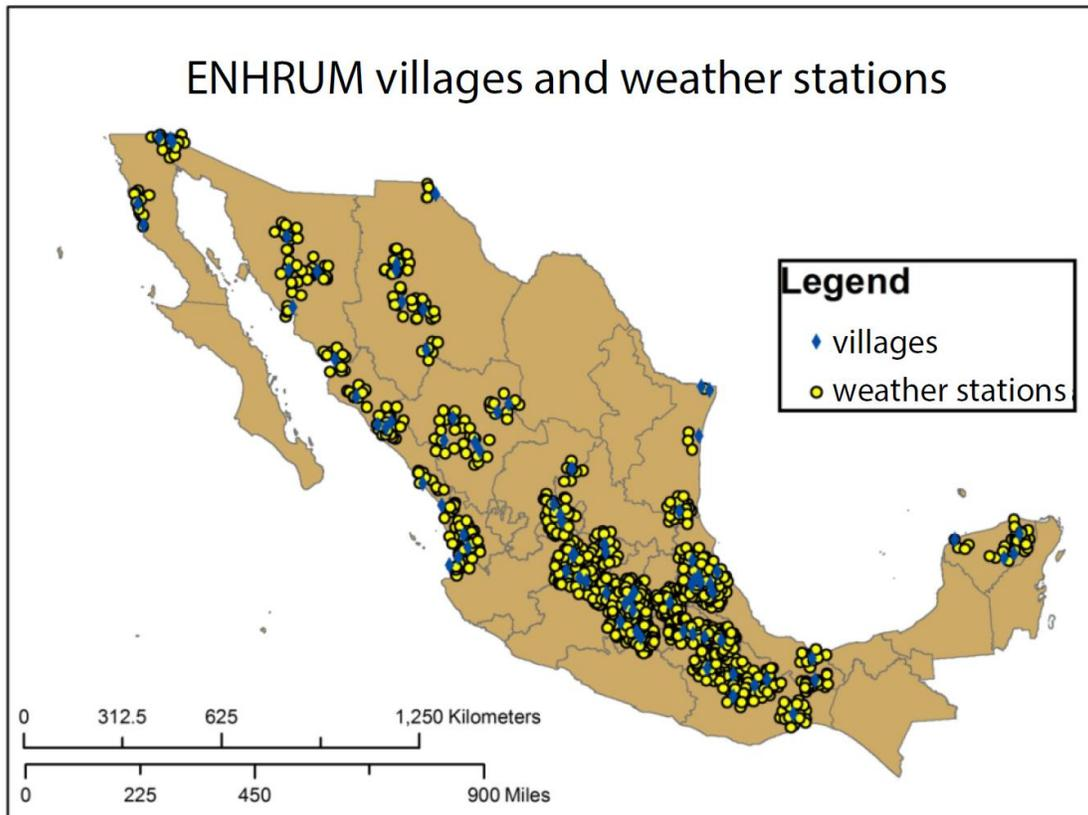 ENHRUM villages and weather stations
Legend
villages
weather stations
0 312.5 625 1,250 Kilometers
0 225 450 900 Miles